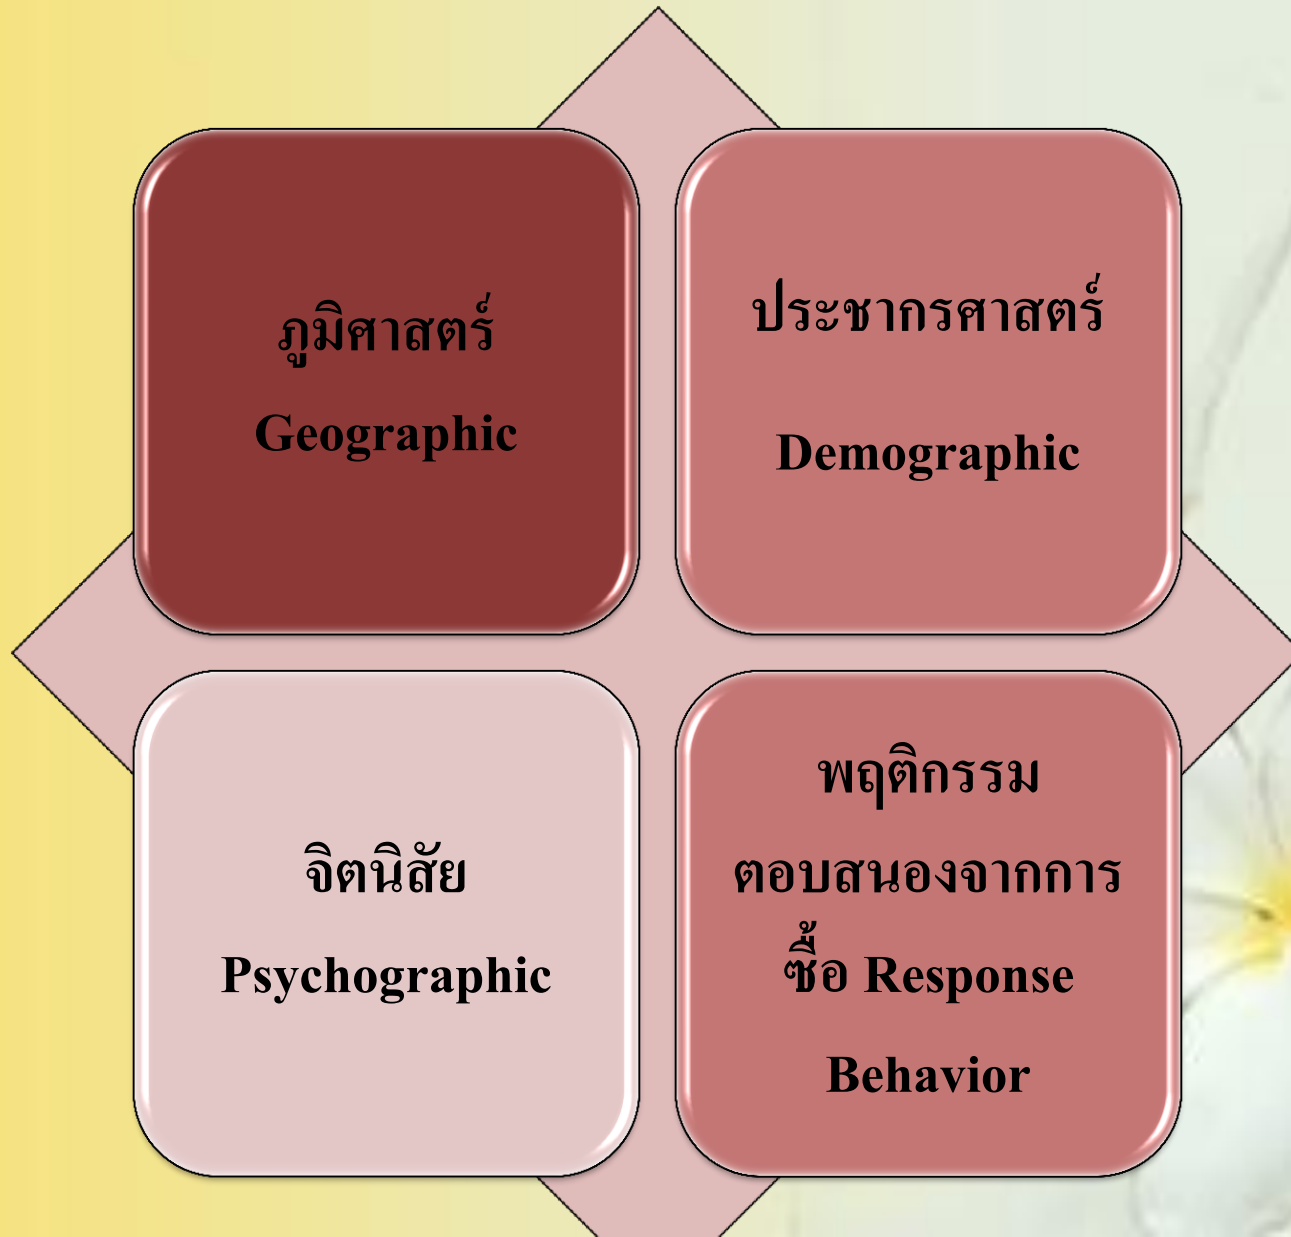 ภูมิศาสตร์
Geographic
ประชากรศาสตร์
Demographic
จิตนิสัย
Psychographic
พฤติกรรม
ตอบสนองจากการ
ซื้อ Response
Behavior